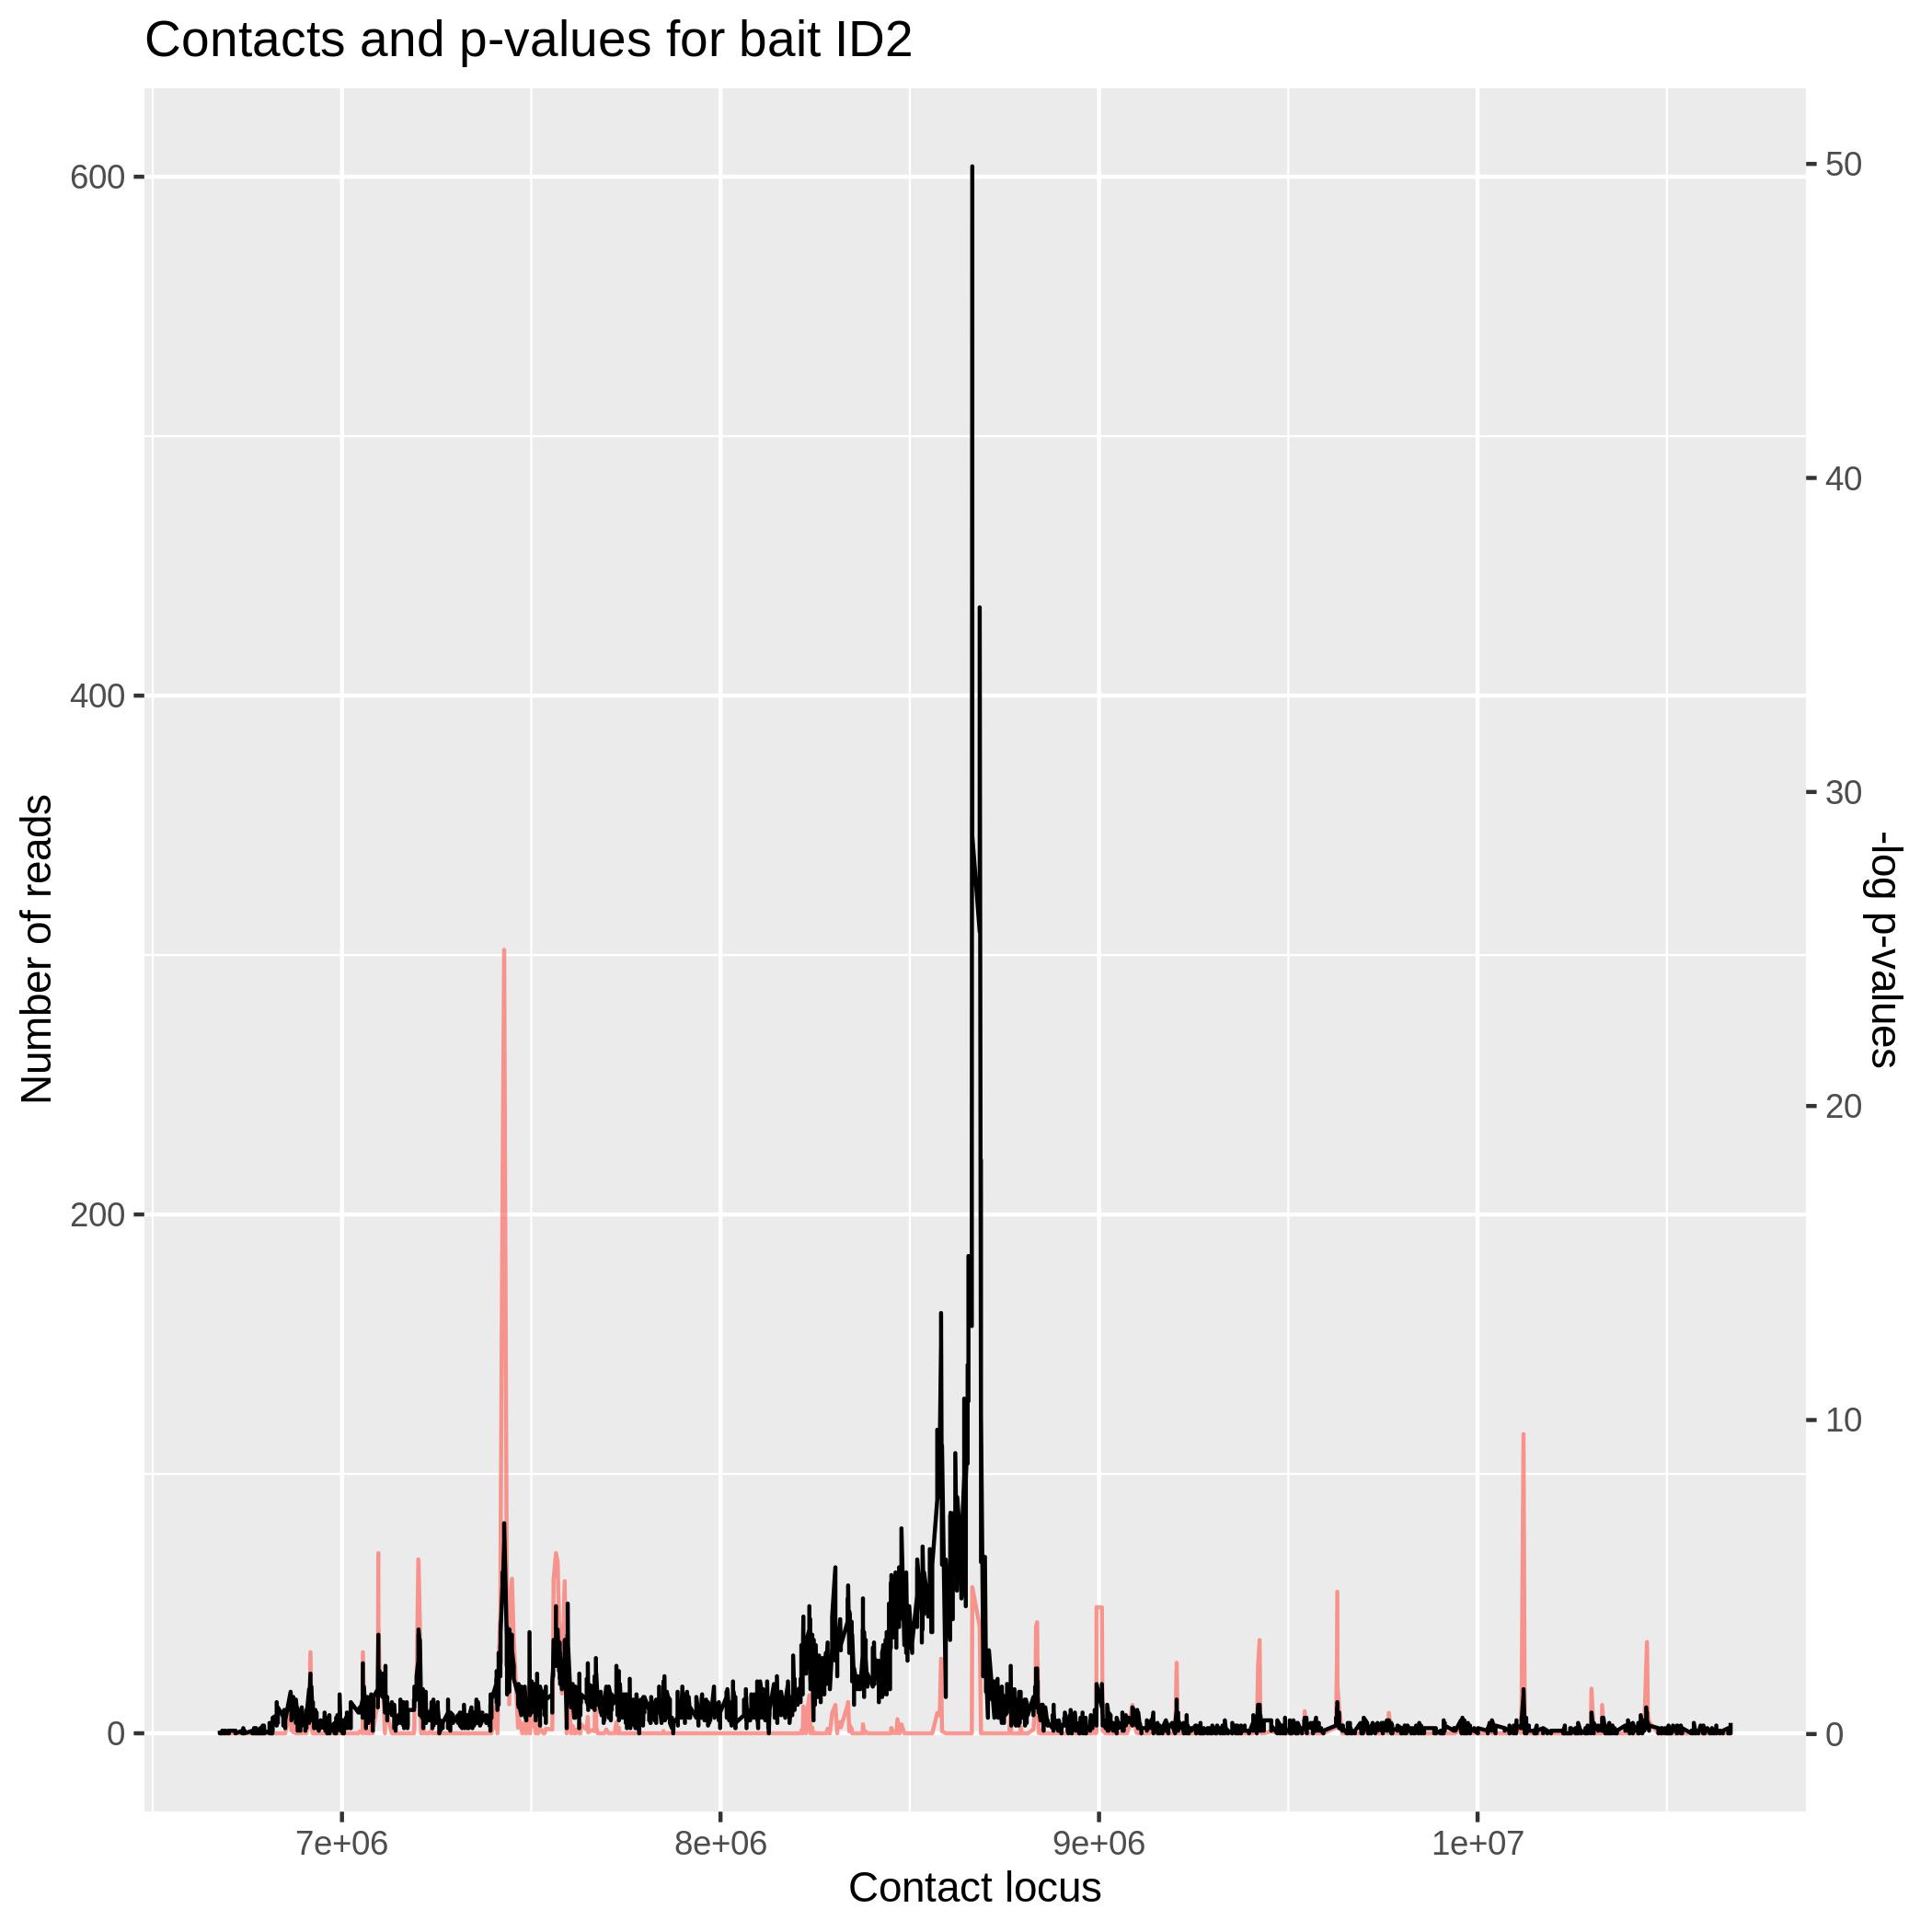 Contacts and p-values for bait ID2
600
400
200
0
Number of reads
50
40
30
20
10
0
-log p-values
7e+06 8e+06 9e+06 1e+07
Contact locus